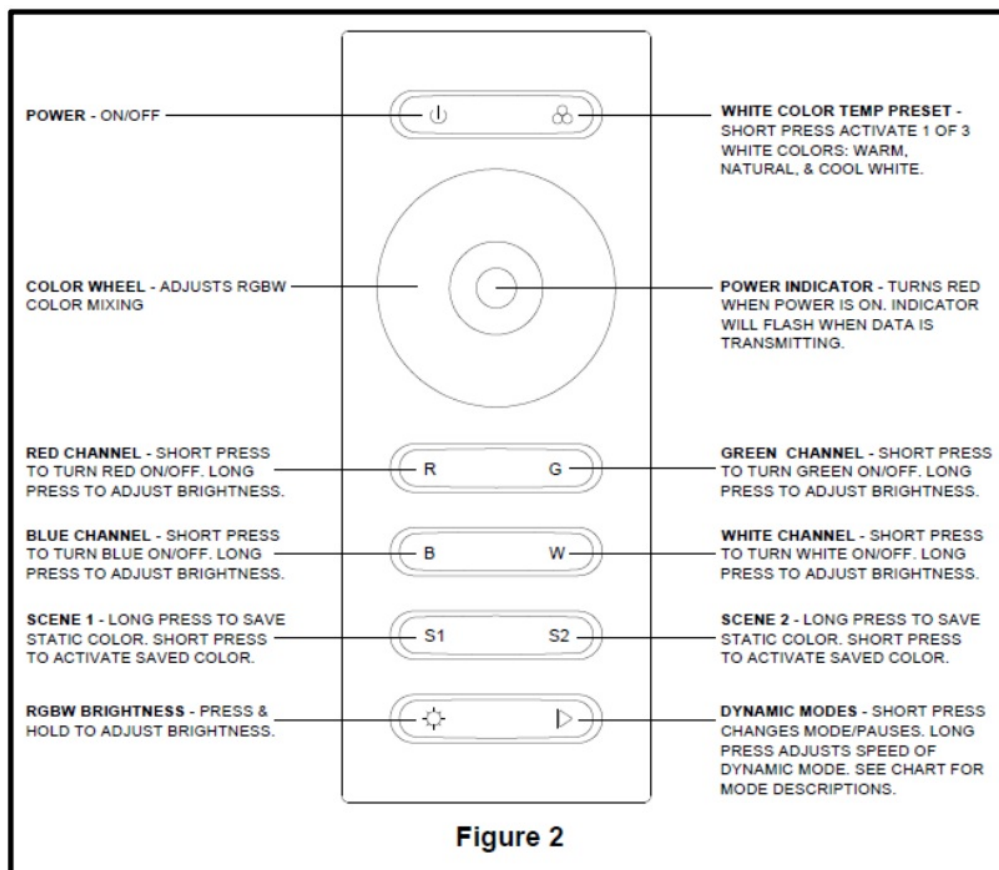 POWER - ON/OFF
WHITE COLOR TEMP PRESET -
SHORT PRESS ACTIVATE 1 OF 3
WHITE COLORS: WARM,
NATURAL, & COOL WHITE.
COLOR WHEEL - ADJUSTS RGBW
COLOR MIXING
POWER INDICATOR - TURNS RED
WHEN POWER IS ON. INDICATOR
WILL FLASH WHEN DATA IS
TRANSMITTING.
RED CHANNEL - SHORT PRESS
TO TURN RED ON/OFF. LONG
PRESS TO ADJUST BRIGHTNESS.
R G
GREEN CHANNEL - SHORT PRESS
TO TURN GREEN ON/OFF. LONG
PRESS TO ADJUST BRIGHTNESS.
BLUE CHANNEL - SHORT PRESS
TO TURN BLUE ON/OFF. LONG
PRESS TO ADJUST BRIGHTNESS.
B W
WHITE CHANNEL - SHORT PRESS
TO TURN WHITE ON/OFF. LONG
PRESS TO ADJUST BRIGHTNESS.
SCENE 1 - LONG PRESS TO SAVE
STATIC COLOR. SHORT PRESS
TO ACTIVATE SAVED COLOR.
S1 S2
SCENE 2 - LONG PRESS TO SAVE
STATIC COLOR. SHORT PRESS
TO ACTIVATE SAVED COLOR.
RGBW BRIGHTNESS - PRESS &
HOLD TO ADJUST BRIGHTNESS.
DYNAMIC MODES - SHORT PRESS
CHANGES MODE/PAUSES. LONG
PRESS ADJUSTS SPEED OF
DYNAMIC MODE. SEE CHART FOR
MODE DESCRIPTIONS.
Figure 2